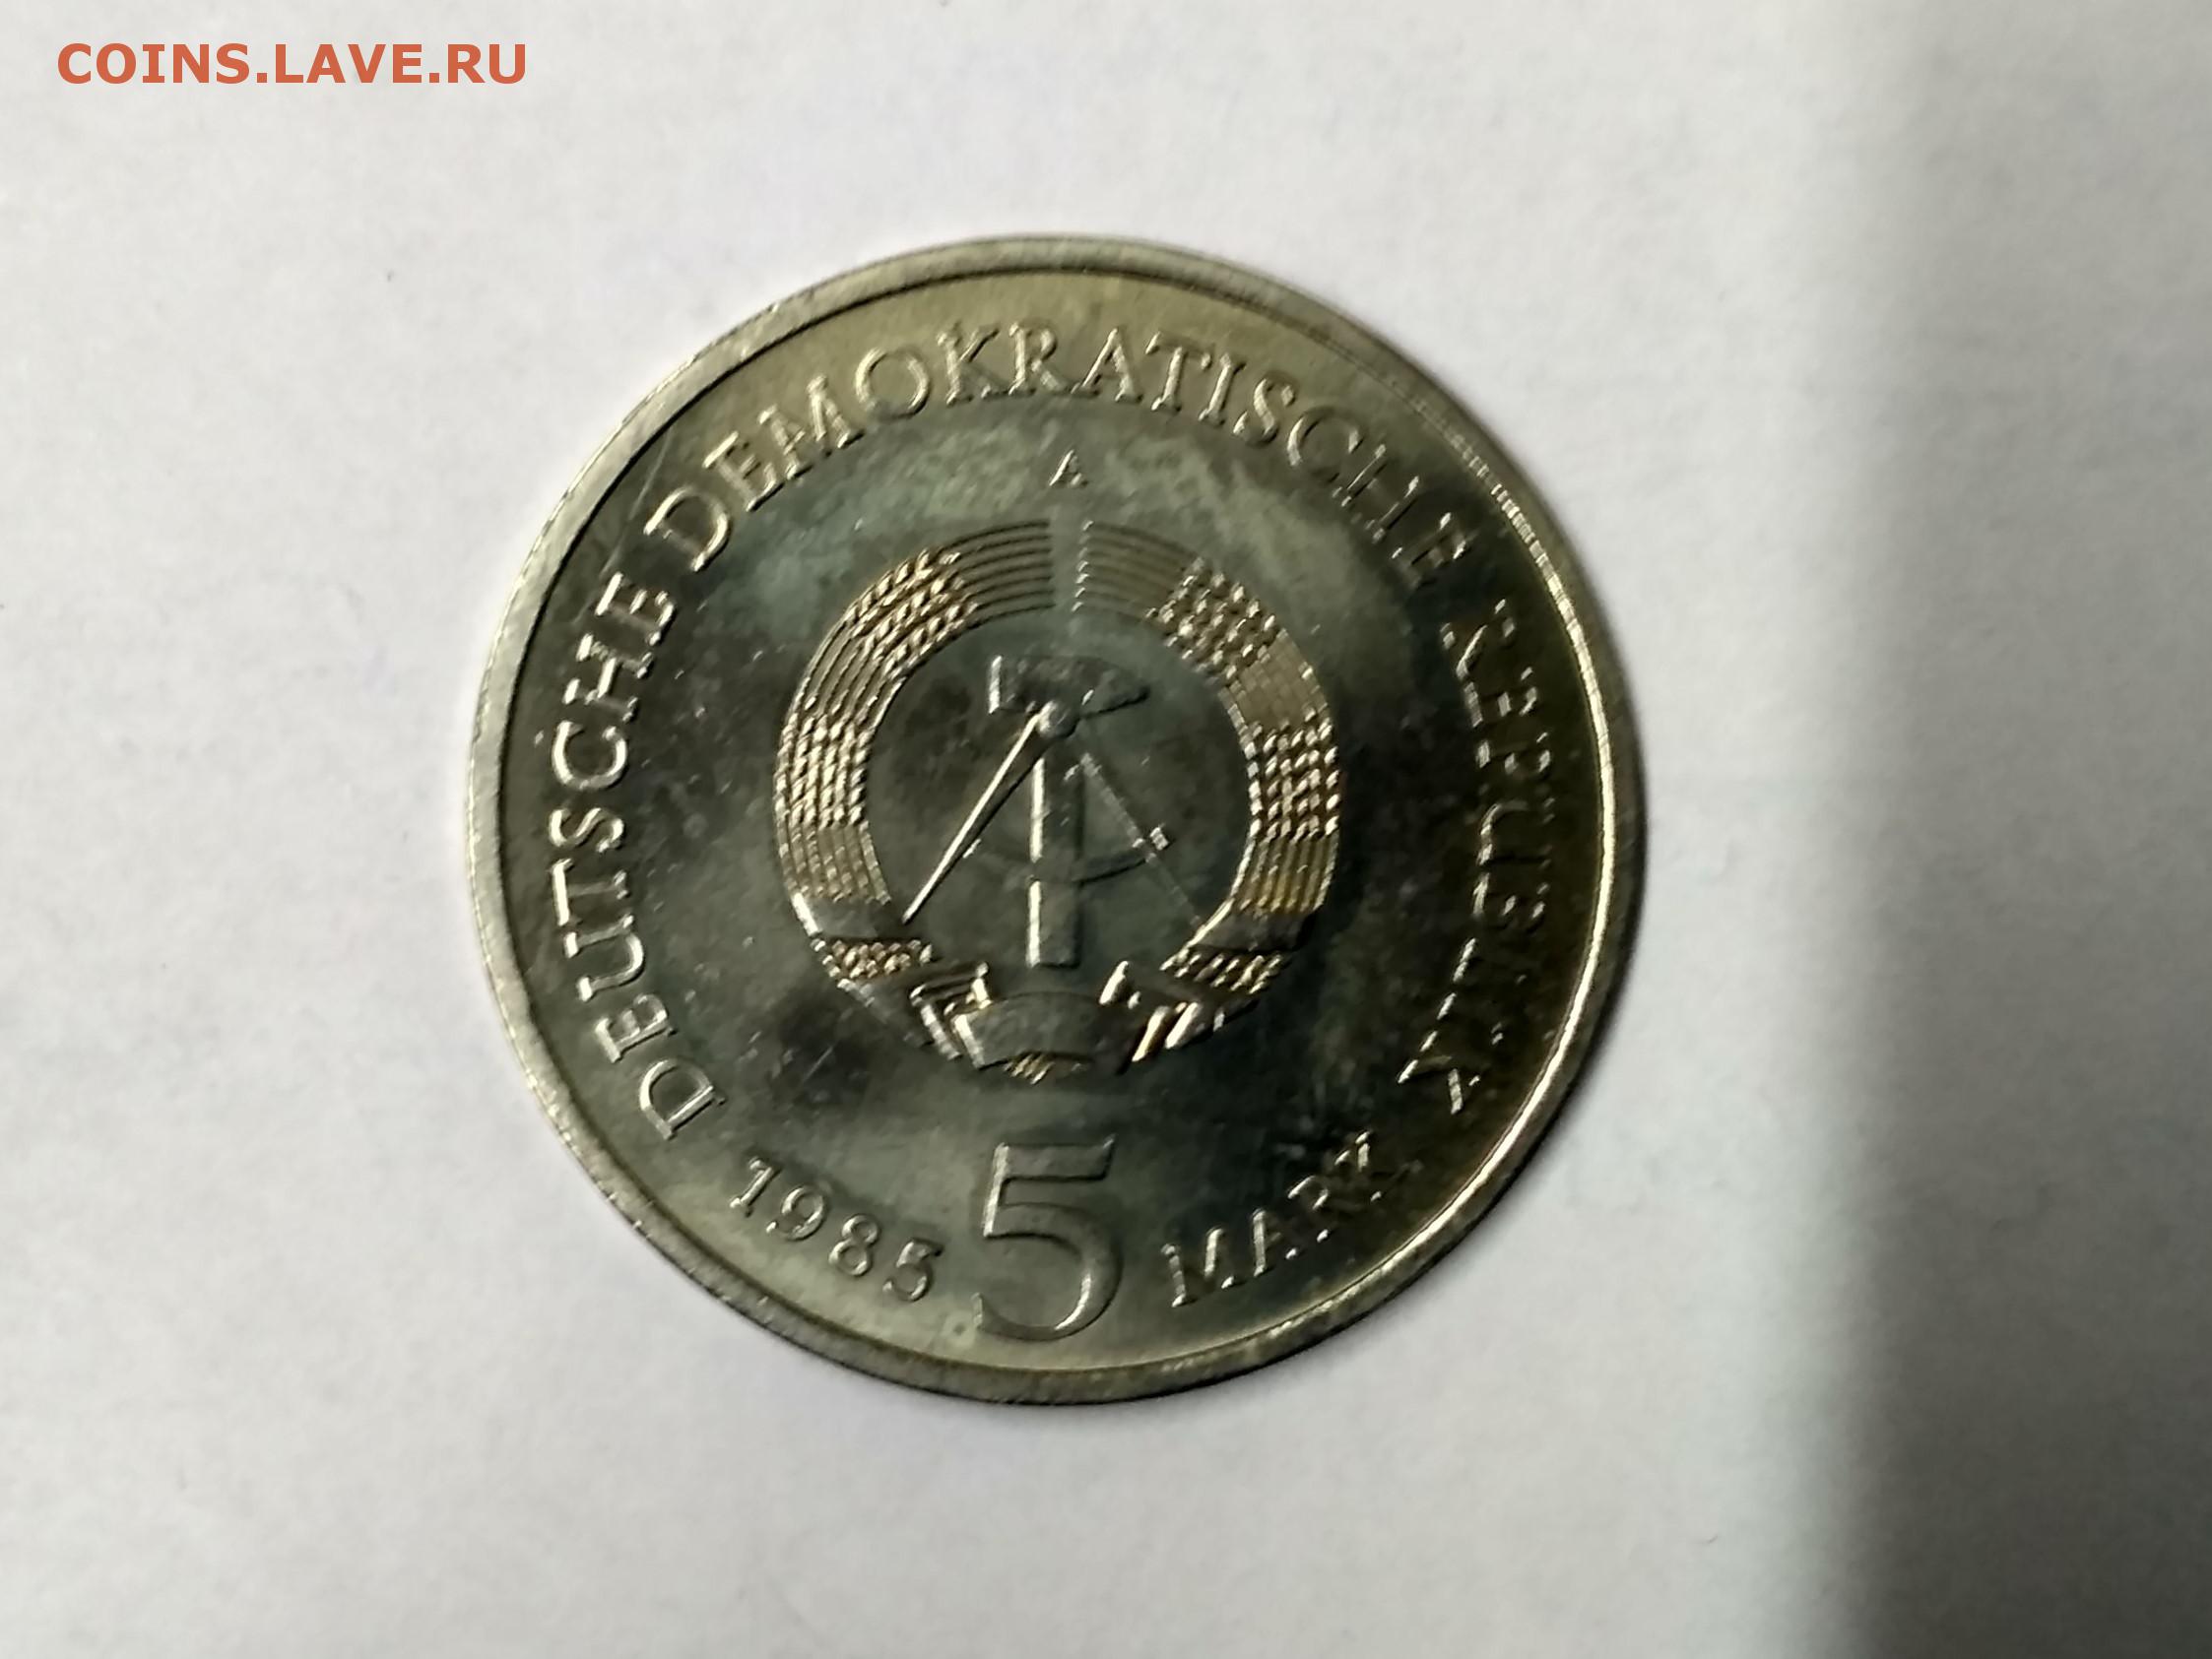 COINS.LAVE.RU
DEUTSCHE DEMOKRATISCHE REPUBLIK
A
1985 5 MARK